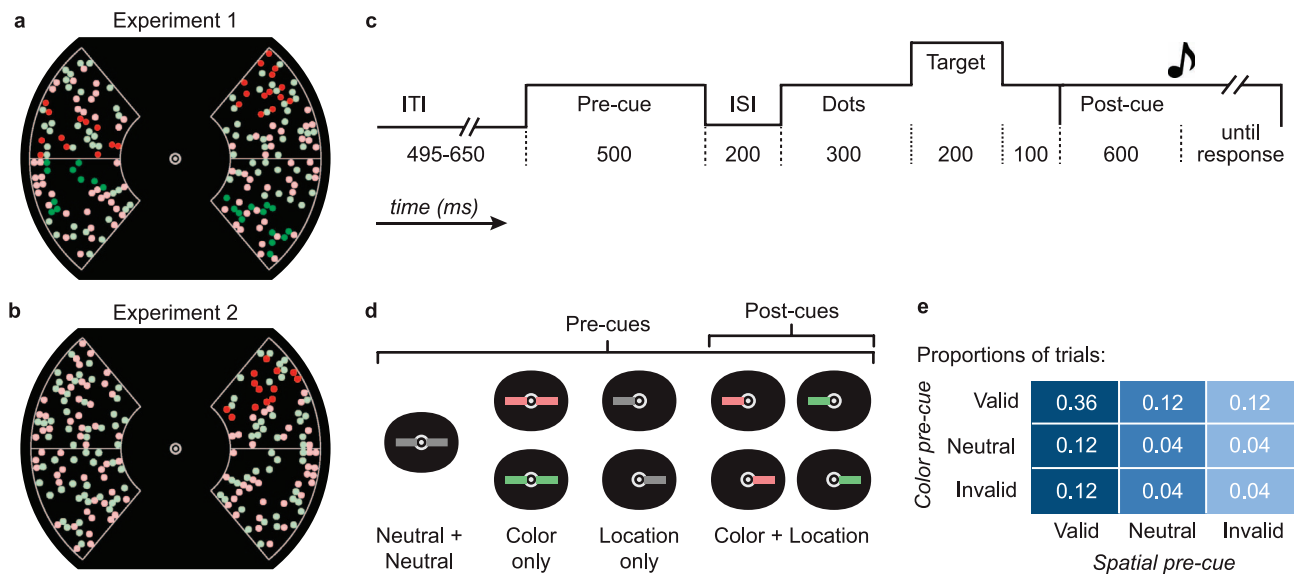 a
Experiment 1
b
Experiment 2
c
ITI
Pre-cue
ISI
Dots
Target
Post-cue
495-650
500
200
300
200
100
600
until
response
time (ms)
d
Pre-cues
Post-cues
Neutral +
Neutral
Color
only
Location
only
Color + Location
e
Proportions of trials:
Color pre-cue
Valid 0.36 0.12 0.12
Neutral 0.12 0.04 0.04
Invalid 0.12 0.04 0.04
Valid Neutral Invalid
Spatial pre-cue